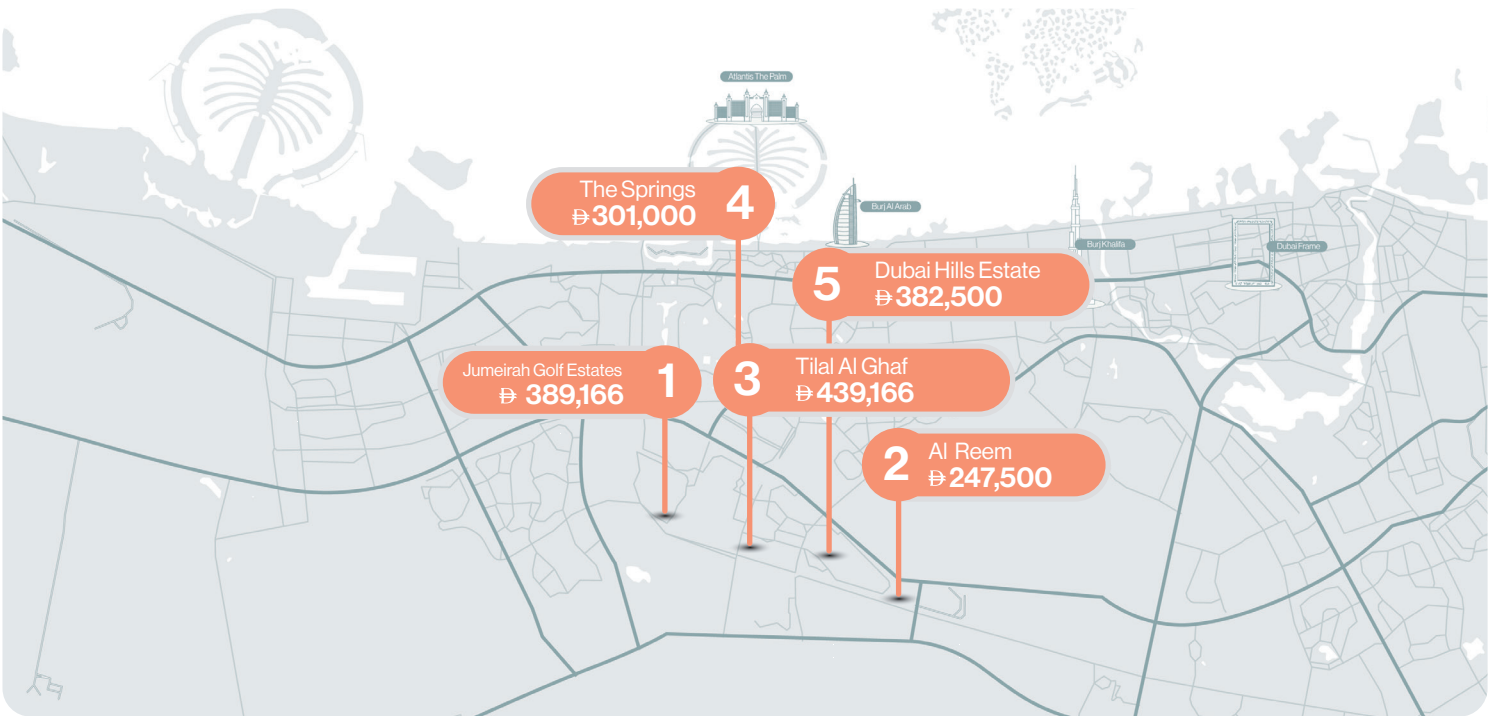 Atlantis The Palm
The Springs
4
301,000
Burj Al Arab
Burj Khalifa
Dubai Frame
5
Dubai Hills Estate
382,500
Jumeirah Golf Estates
1
389,166
3
Tilal Al Ghaf
439,166
2
Al Reem
247,500